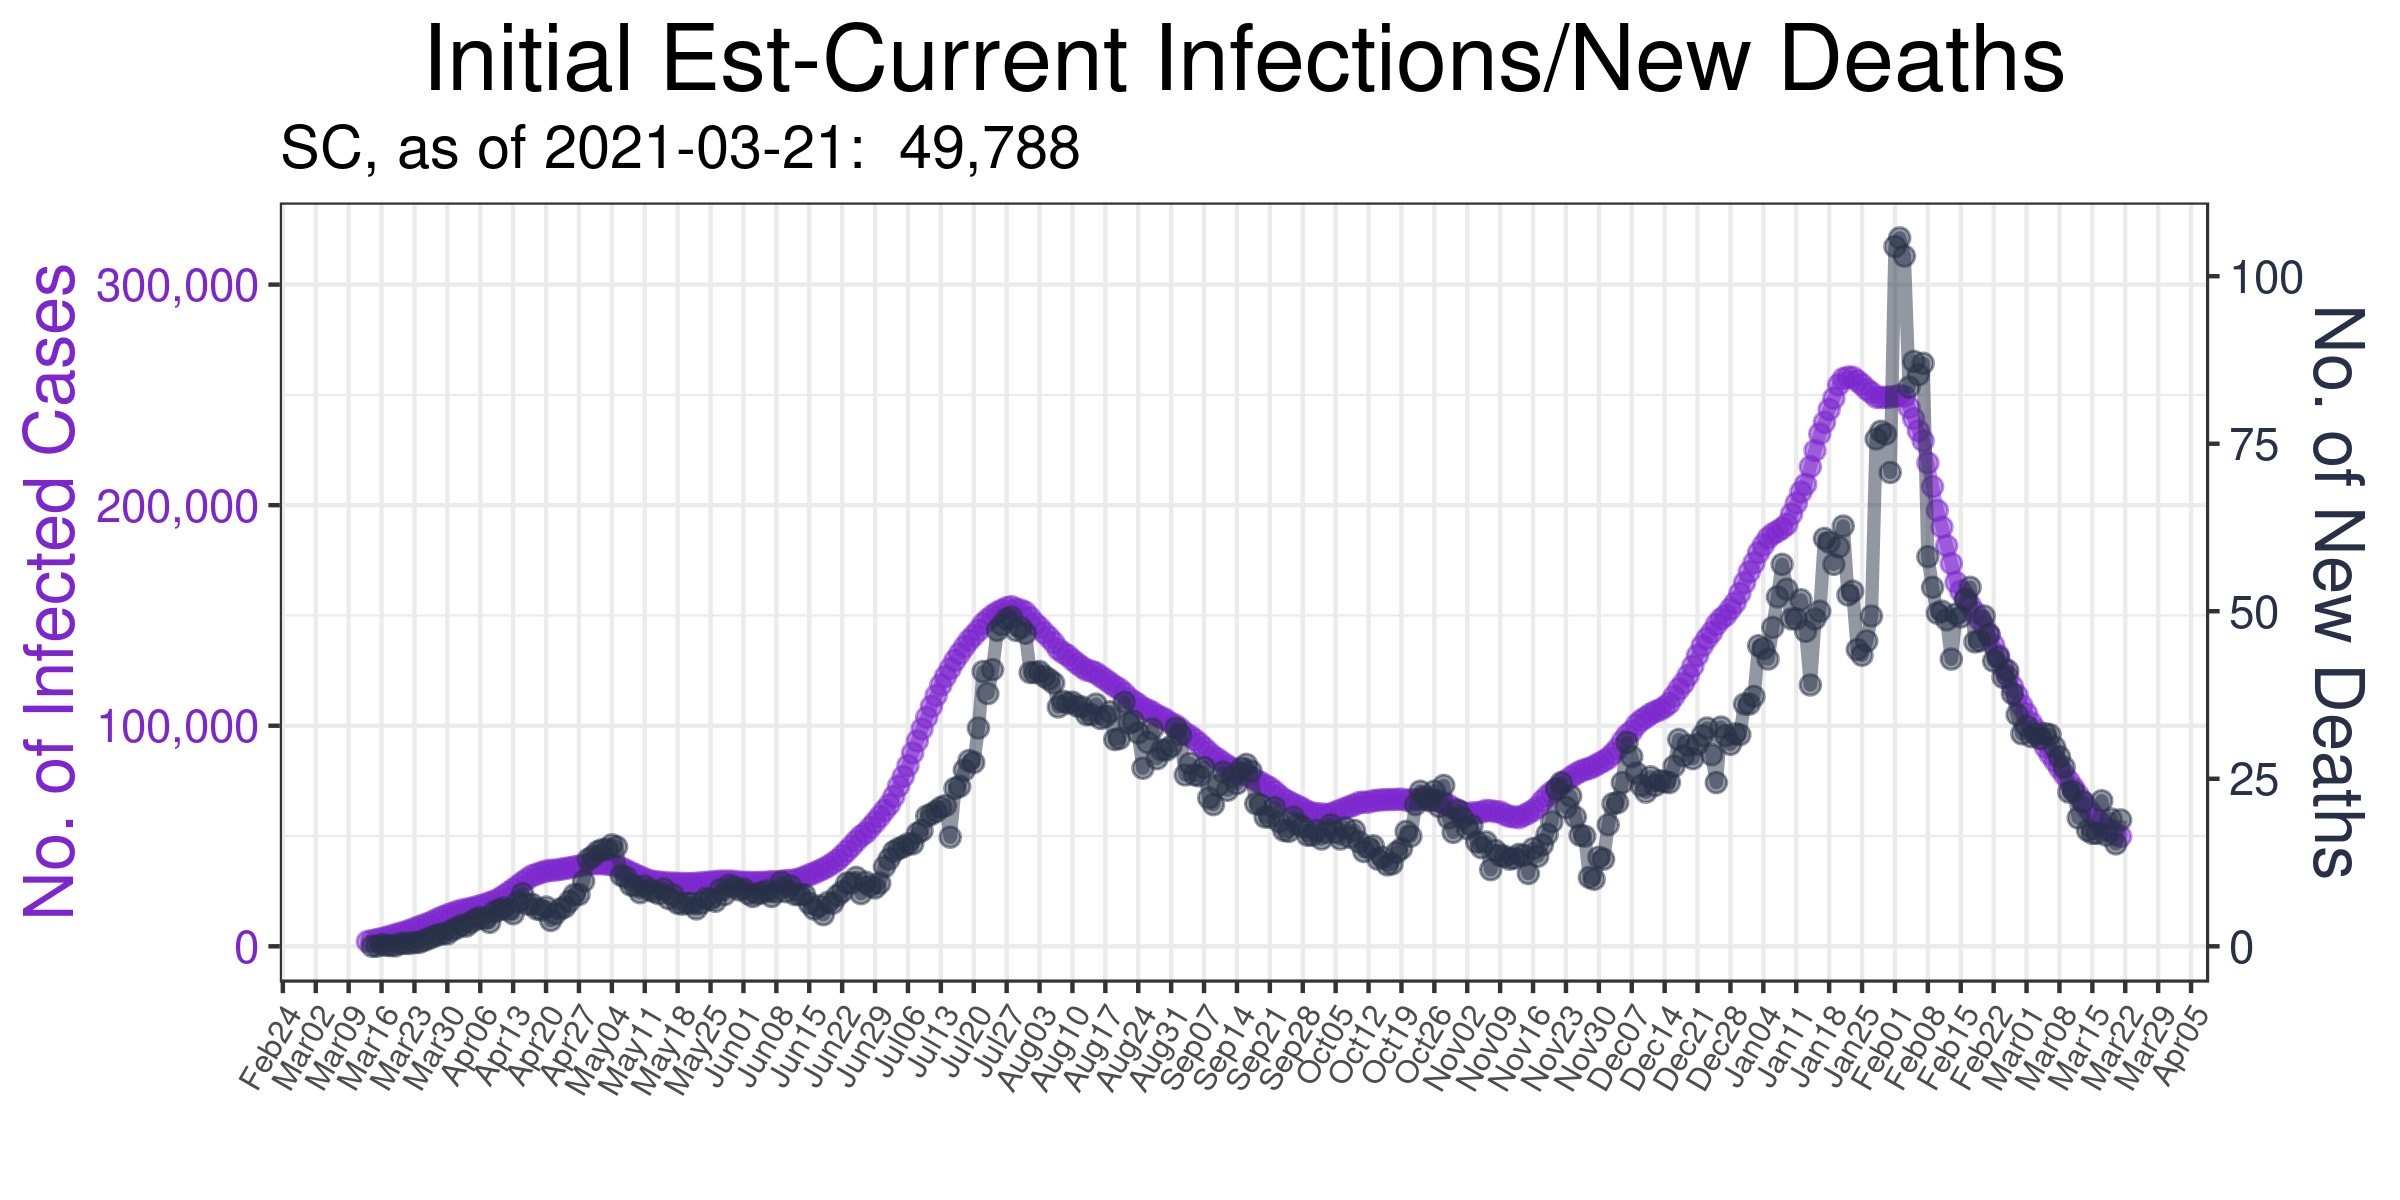 Initial Est-Current Infections/New Deaths
SC, as of 2021-03-21:  49,788
No. of Infected Cases
300,000
200,000
100,000
0
100
75
50
25
0
No. of New Deaths
Feb24
Mar02
Mar09
Mar16
Mar23
Mar30
Apr06
Apr13
Apr20
Apr27
May04
May11
May18
May25
Jun01
Jun08
Jun15
Jun22
Jun29
Jul06
Jul13
Jul20
Jul27
Aug03
Aug10
Aug17
Aug24
Aug31
Sep07
Sep14
Sep21
Sep28
Oct05
Oct12
Oct19
Oct26
Nov02
Nov09
Nov16
Nov23
Nov30
Dec07
Dec14
Dec21
Dec28
Jan04
Jan11
Jan18
Jan25
Feb01
Feb08
Feb15
Feb22
Mar01
Mar08
Mar15
Mar22
Mar29
Apr05